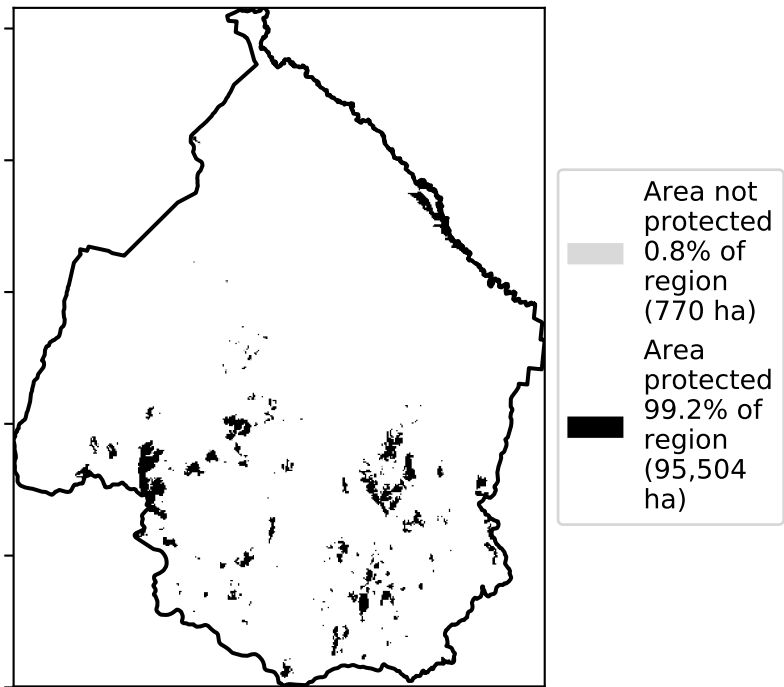 Area not
protected
0.8% of
region
(770 ha)
Area
protected
99.2% of
region
(95,504
ha)